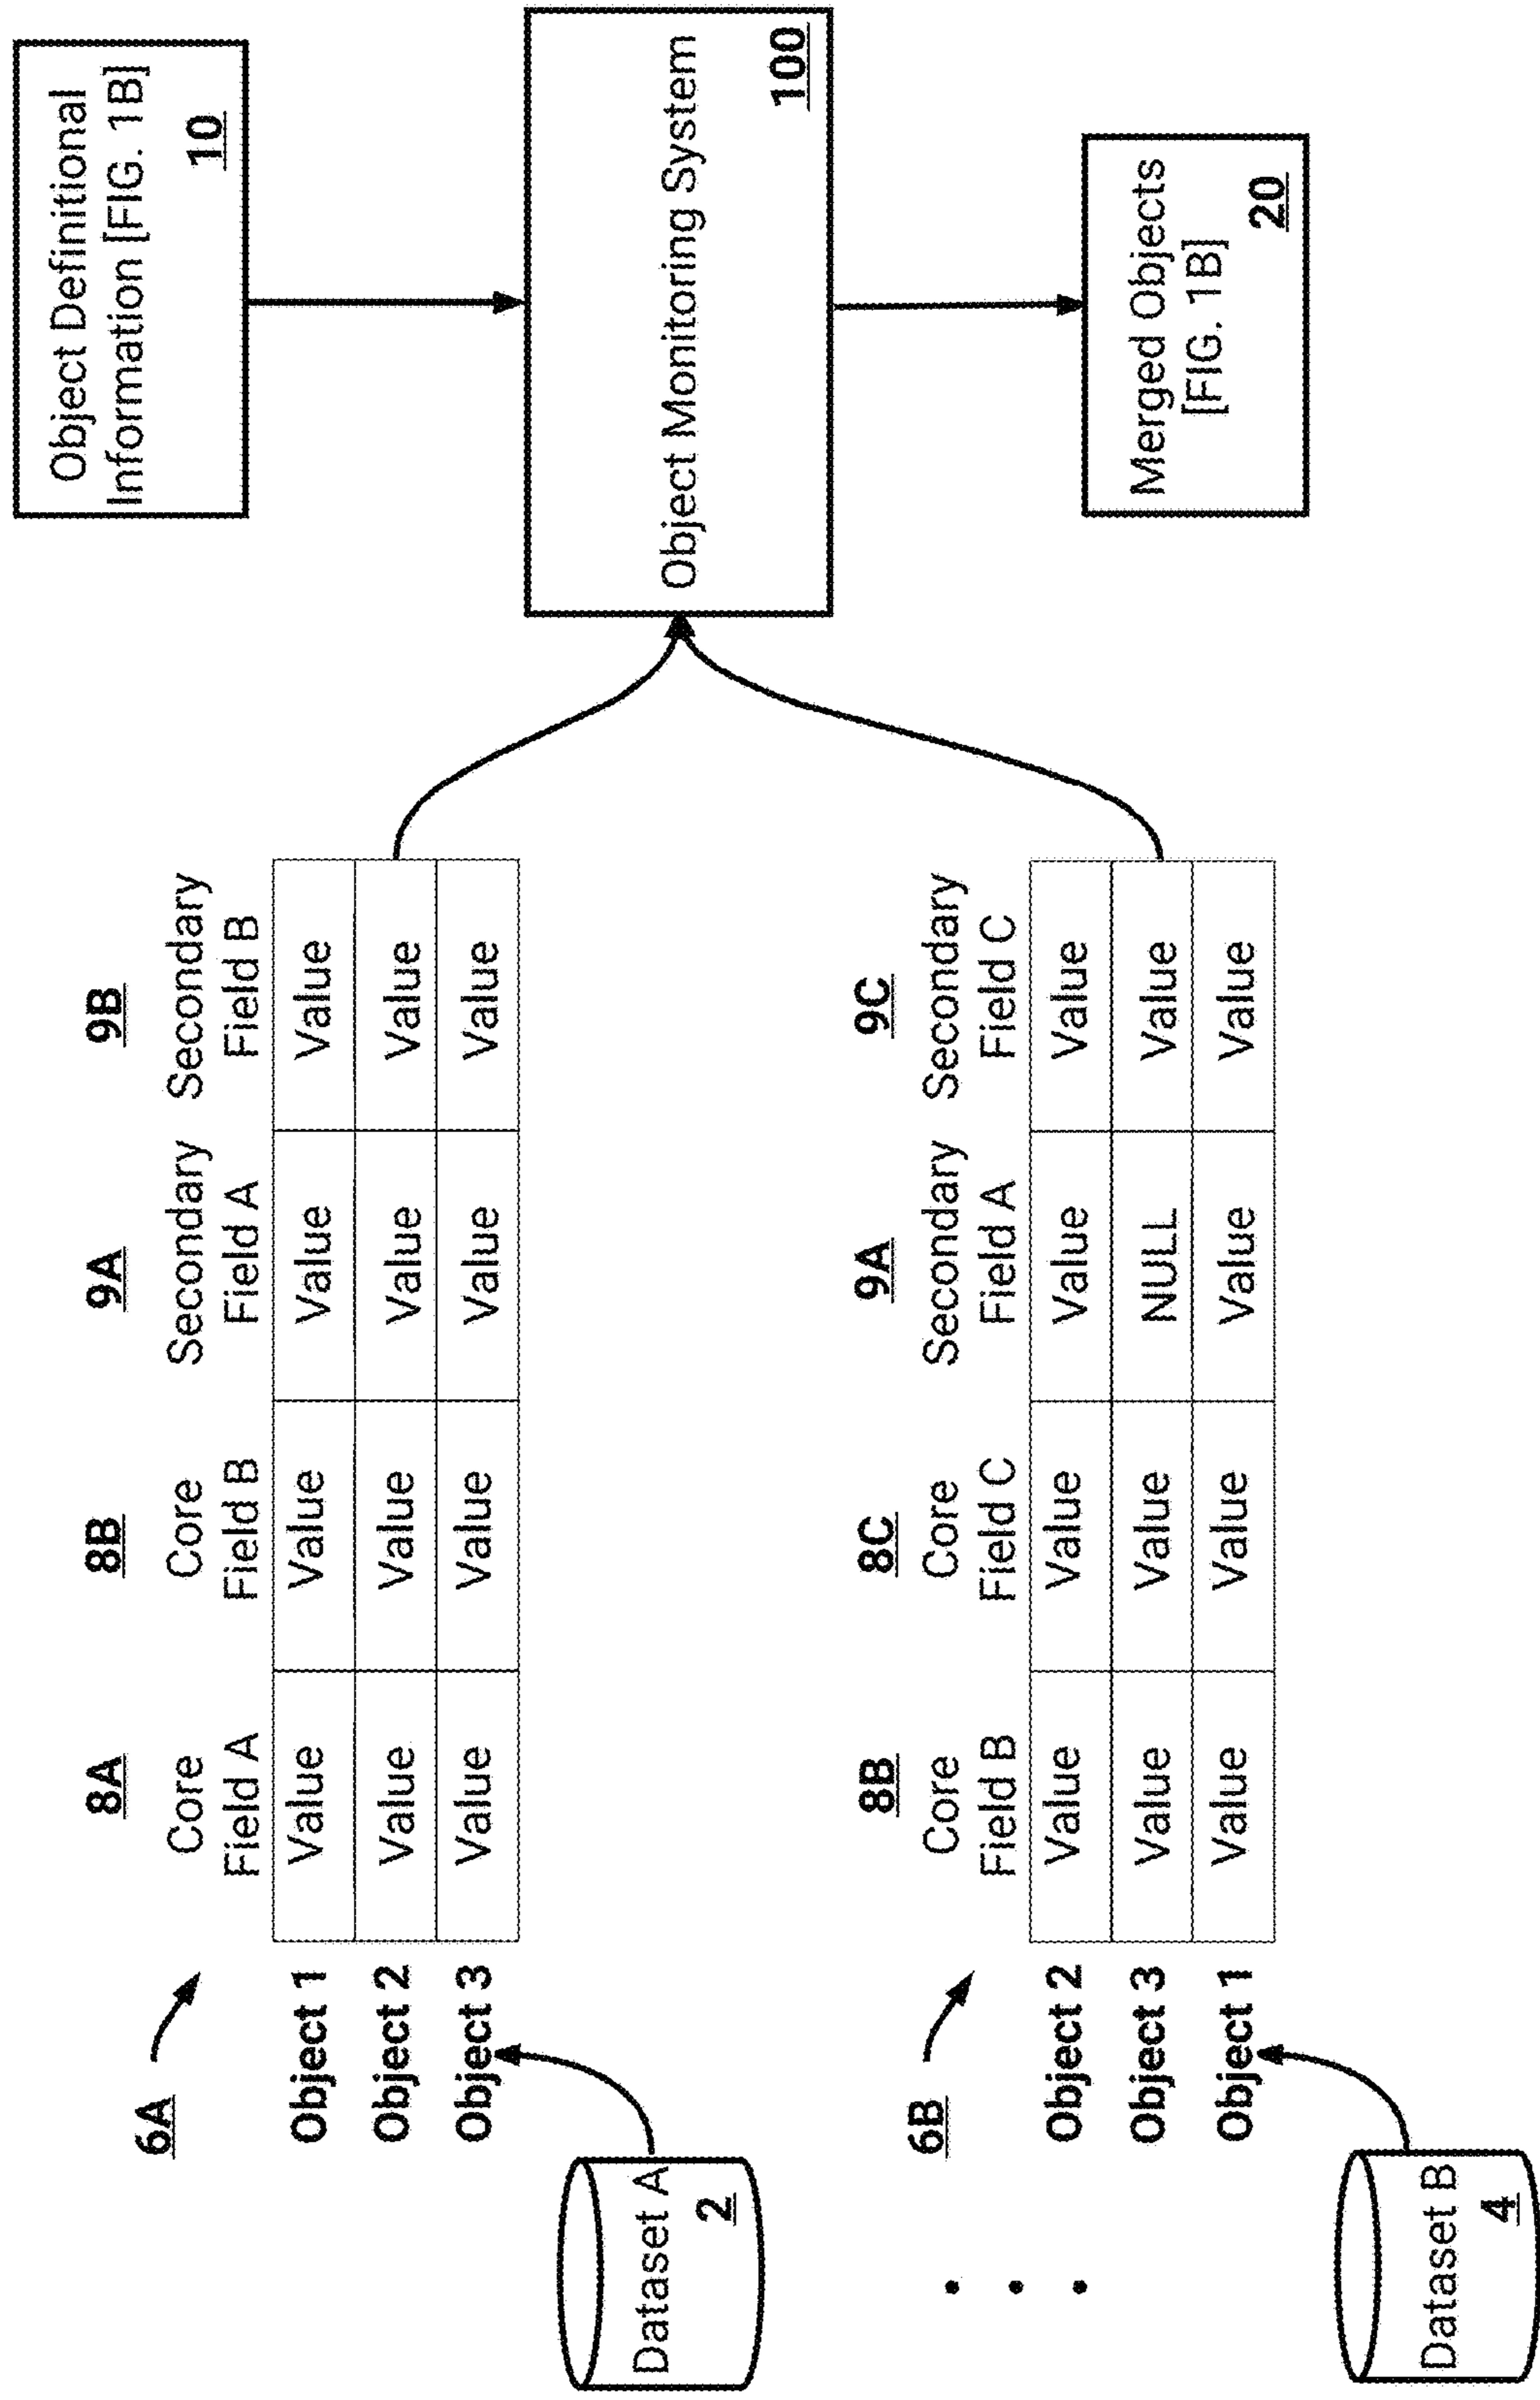 6A
8A
8B
9A
9B
Core
Field A
Core
Field B
Secondary
Field A
Secondary
Field B
Object 1
Value
Value
Value
Value
Object 2
Value
Value
Value
Value
Object 3
Value
Value
Value
Value
Dataset A
2
6B
8B
8C
9A
9C
Core
Field B
Core
Field C
Secondary
Field A
Secondary
Field C
Object 2
Value
Value
Value
Value
Object 3
Value
Value
NULL
Value
Object 1
Value
Value
Value
Value
Dataset B
4
Object Definitional
Information [FIG. 1B]
10
Object Monitoring System
100
Merged Objects
[FIG. 1B]
20